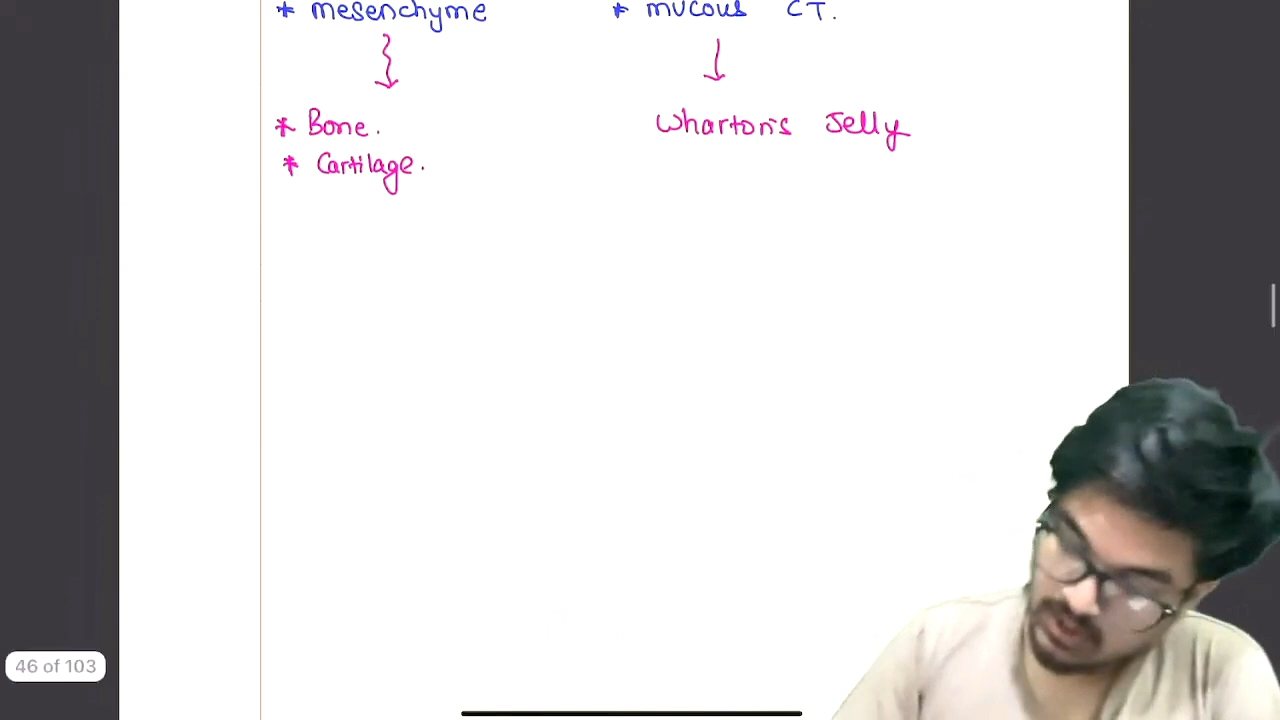 * mesenchyme * mucous CT.
* Bone. Wharton's Jelly
* Cartilage.
46 of 103